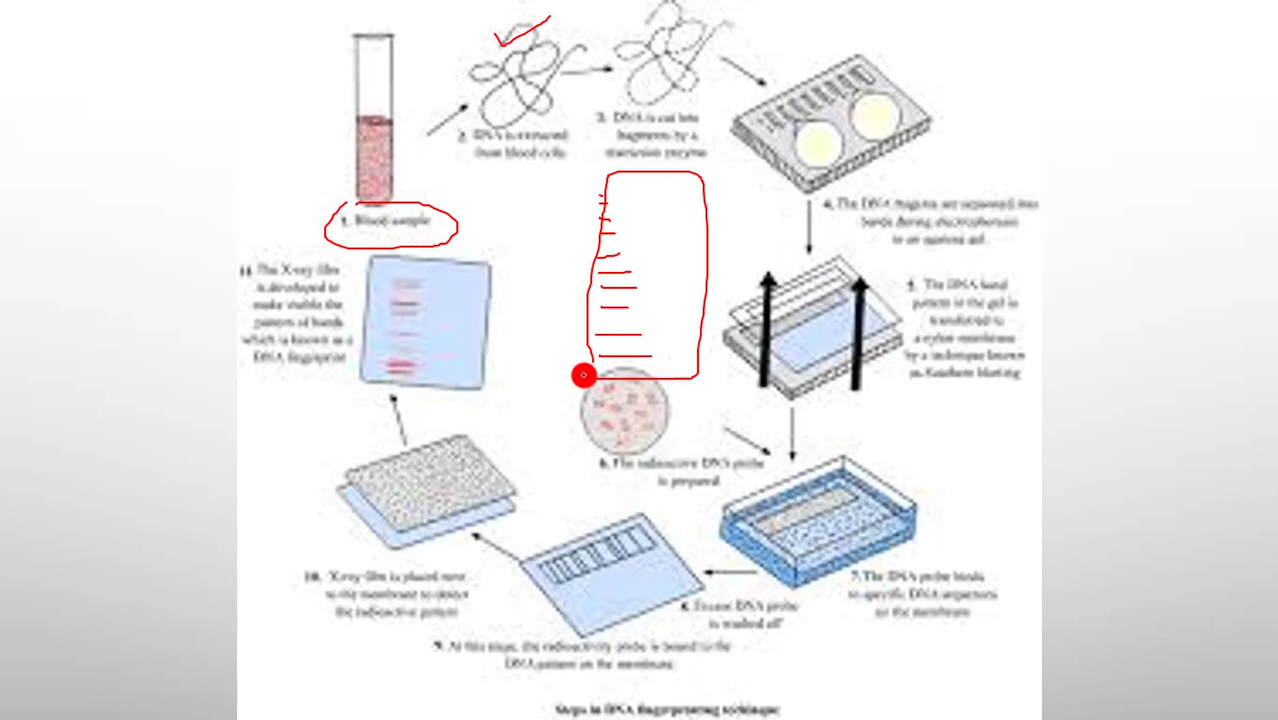 1. Blood sample
2. DNA is extracted
from blood cells
3. DNA is cut into
fragments by a
restriction enzyme
4. The DNA fragments are separated into
bands during electrophoresis
in an agarose gel
5. The DNA band
pattern in the gel is
transferred to
a nylon membrane
by a technique known
as Southern blotting
6. The radioactive DNA probe
is prepared
7. The DNA probe binds
to specific DNA sequences
on the membrane
8. Excess DNA probe
is washed off
9. At this stage, the radioactivity probe is bound to the
DNA pattern on the membrane
10. X-ray film is placed next
to the membrane to detect
the radioactive pattern
11. The X-ray film
is developed to
make visible the
pattern of bands
which is known as a
DNA fingerprint
Steps in DNA fingerprinting technique